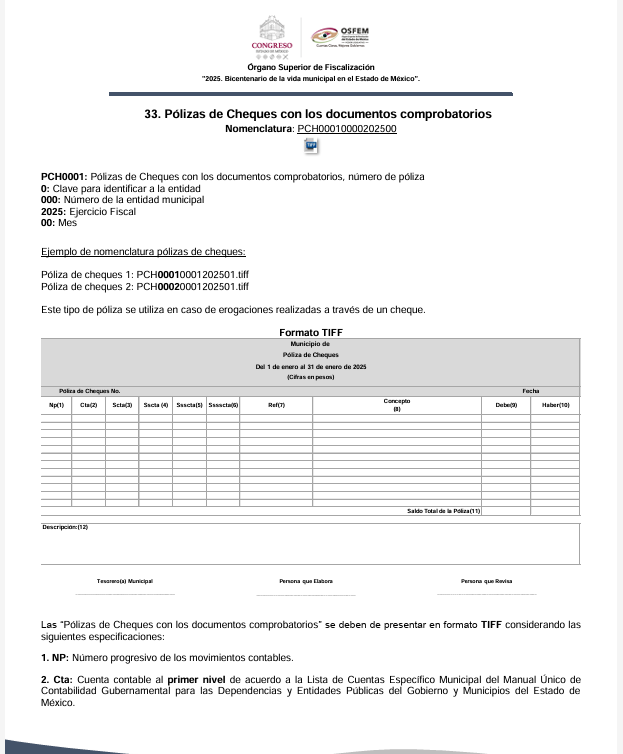 CONGRESO
OSFEM
Órgano Superior de Fiscalización
"2025. Bicentenario de la vida municipal en el Estado de México".
33. Pólizas de Cheques con los documentos comprobatorios
Nomenclatura: PCH00010000202500
TIFF
PCH0001: Pólizas de Cheques con los documentos comprobatorios, número de póliza
0: Clave para identificar a la entidad
000: Número de la entidad municipal
2025: Ejercicio Fiscal
00: Mes
Ejemplo de nomenclatura pólizas de cheques:
Póliza de cheques 1: PCH00010001202501.tiff
Póliza de cheques 2: PCH00020001202501.tiff
Este tipo de póliza se utiliza en caso de erogaciones realizadas a través de un cheque.
Formato TIFF
Municipio de
Póliza de Cheques
Del 1 de enero al 31 de enero de 2025
(Cifras en pesos)
Póliza de Cheques No. Fecha
Np(1) Cta(2) Scta(3) Sscta (4) Ssscta(5) Sssscta(6) Ref(7) Concepto (8) Debe(9) Haber(10)
Saldo Total de la Póliza(11)
Descripción:(12)
Tesorero(a) Municipal Persona que Elabora Persona que Revisa
Las “Pólizas de Cheques con los documentos comprobatorios” se deben de presentar en formato TIFF considerando las
siguientes especificaciones:
1. NP: Número progresivo de los movimientos contables.
2. Cta: Cuenta contable al primer nivel de acuerdo a la Lista de Cuentas Específico Municipal del Manual Único de
Contabilidad Gubernamental para las Dependencias y Entidades Públicas del Gobierno y Municipios del Estado de
México.